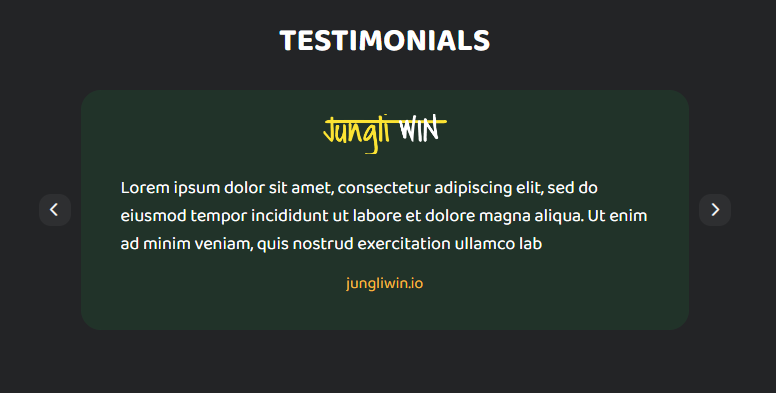 TESTIMONIALS
Jungli WIN
Lorem ipsum dolor sit amet, consectetur adipiscing elit, sed do
eiusmod tempor incididunt ut labore et dolore magna aliqua. Ut enim
ad minim veniam, quis nostrud exercitation ullamco lab
jungliwin.io